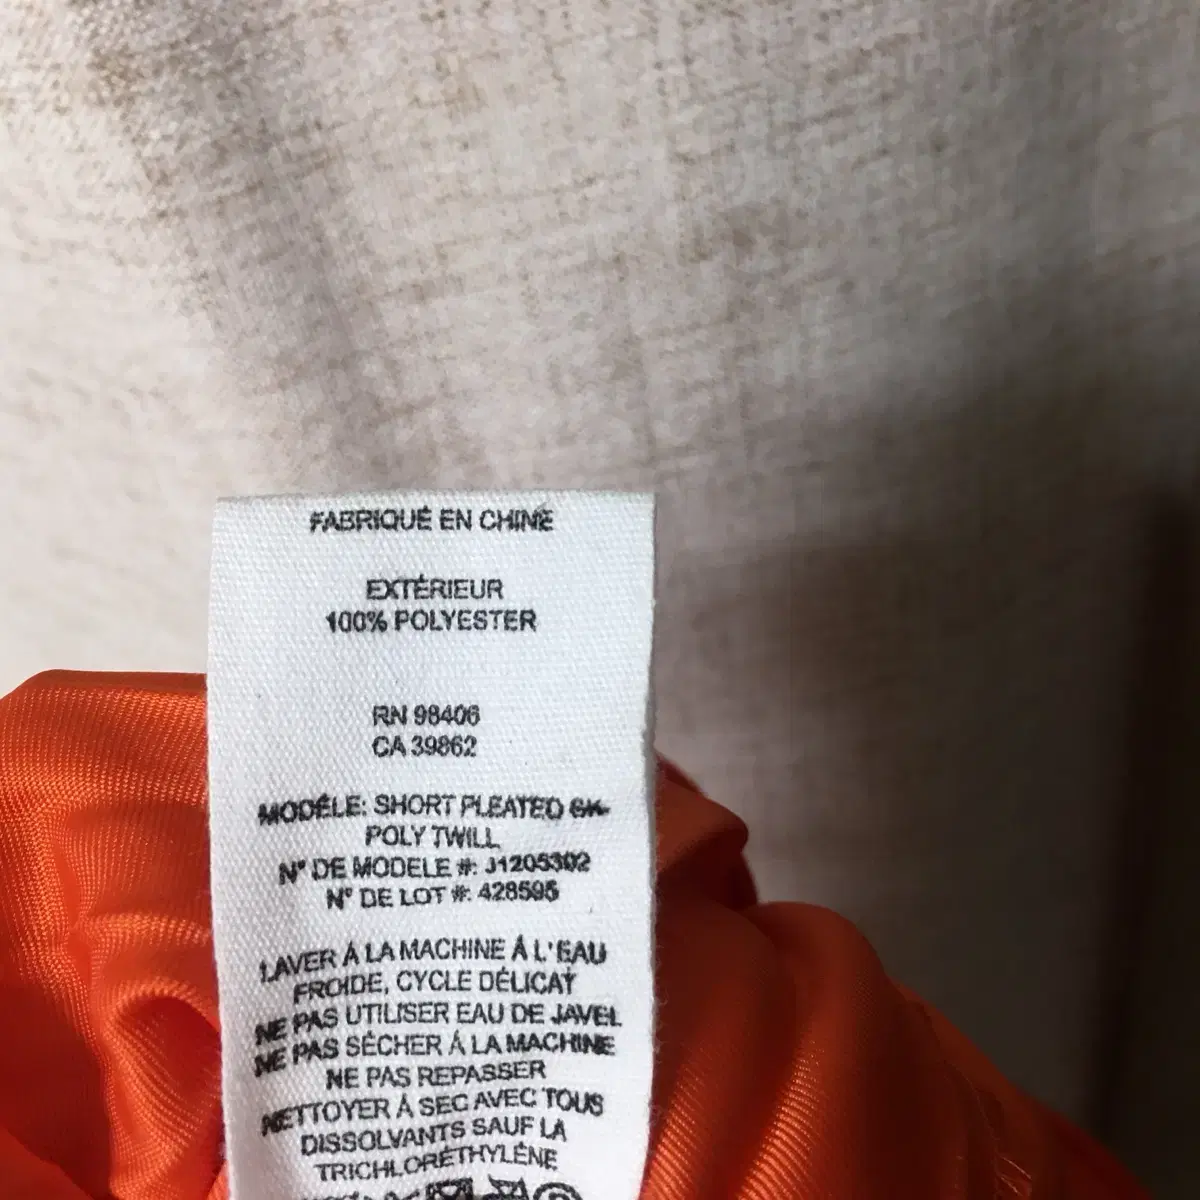 FABRIQUÉ EN CHINE
EXTÉRIEUR
100% POLYESTER
RN 98406
CA 39862
MODÈLE: SHORT PLEATED SK-
POLY TWILL
N° DE MODELE #: J1205302
N° DE LOT #: 428595
LAVER À LA MACHINE À L'EAU
FROIDE, CYCLE DÉLICAT
NE PAS UTILISER EAU DE JAVEL
NE PAS SÉCHER À LA MACHINE
NE PAS REPASSER
NETTOYER À SEC AVEC TOUS
DISSOLVANTS SAUF LA
TRICHLORÉTHYLÈNE